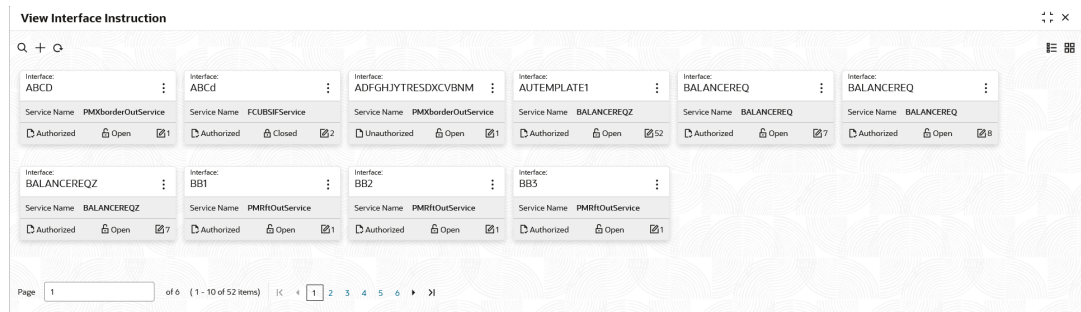 View Interface Instruction
Interface:
ABCD
Service Name PMXborderOutService
Authorized Open 1
Interface:
ABCd
Service Name FCUBSIFService
Authorized Closed 2
Interface:
ADFGHJYTRESDXCVBNM
Service Name PMXborderOutService
Unauthorized Open 1
Interface:
AUTEMPLATE1
Service Name BALANCEREQZ
Authorized Open 52
Interface:
BALANCEREQ
Service Name BALANCEREQ
Authorized Open 7
Interface:
BALANCEREQ
Service Name BALANCEREQ
Authorized Open 8
Interface:
BALANCEREQZ
Service Name BALANCEREQZ
Authorized Open 7
Interface:
BB1
Service Name PMRftOutService
Authorized Open 1
Interface:
BB2
Service Name PMRftOutService
Authorized Open 1
Interface:
BB3
Service Name PMRftOutService
Authorized Open 1
Page 1 of 6 ( 1 - 10 of 52 items) 1 2 3 4 5 6